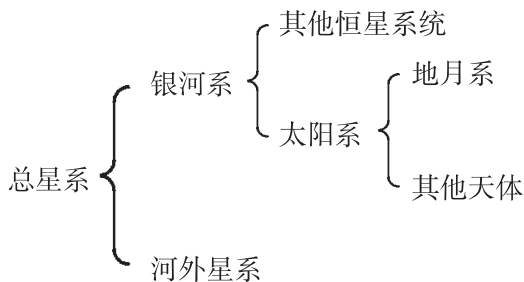 其他恒星系统
地月系
银河系
太阳系
总星系
其他天体
河外星系